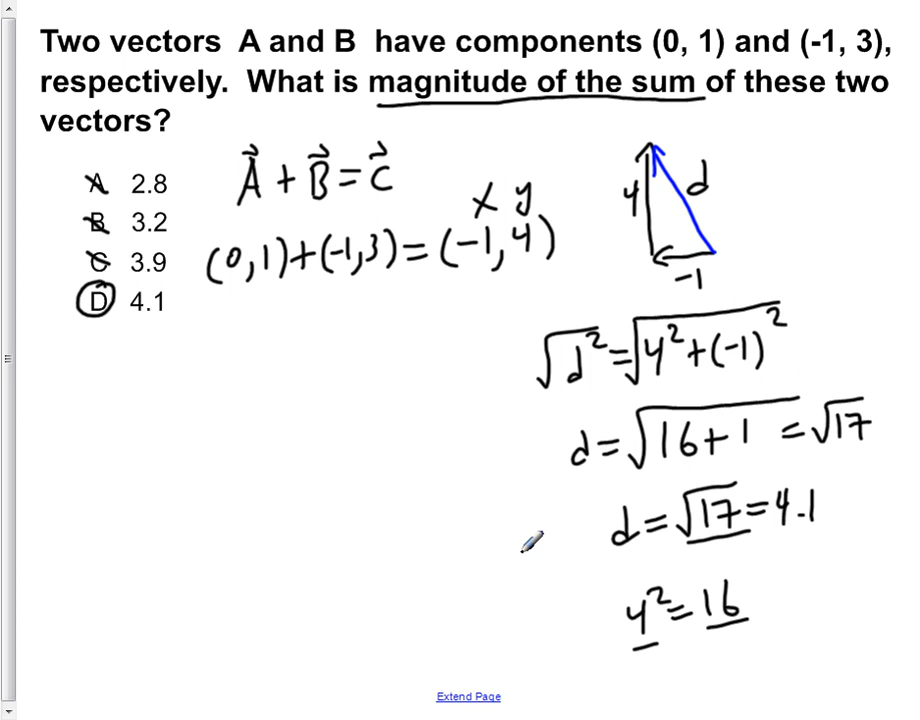 Two vectors A and B have components (0, 1) and (-1, 3),
respectively. What is magnitude of the sum of these two
vectors?
A 2.8
B 3.2
C 3.9
D 4.1
A⃗ + B⃗ = C⃗
x y
(0,1)+(-1,3)=(-1,4)
4
d
-1
√d² = √4²+(-1)²
d = √16+1 = √17
d = √17 = 4.1
4² = 16
Extend Page